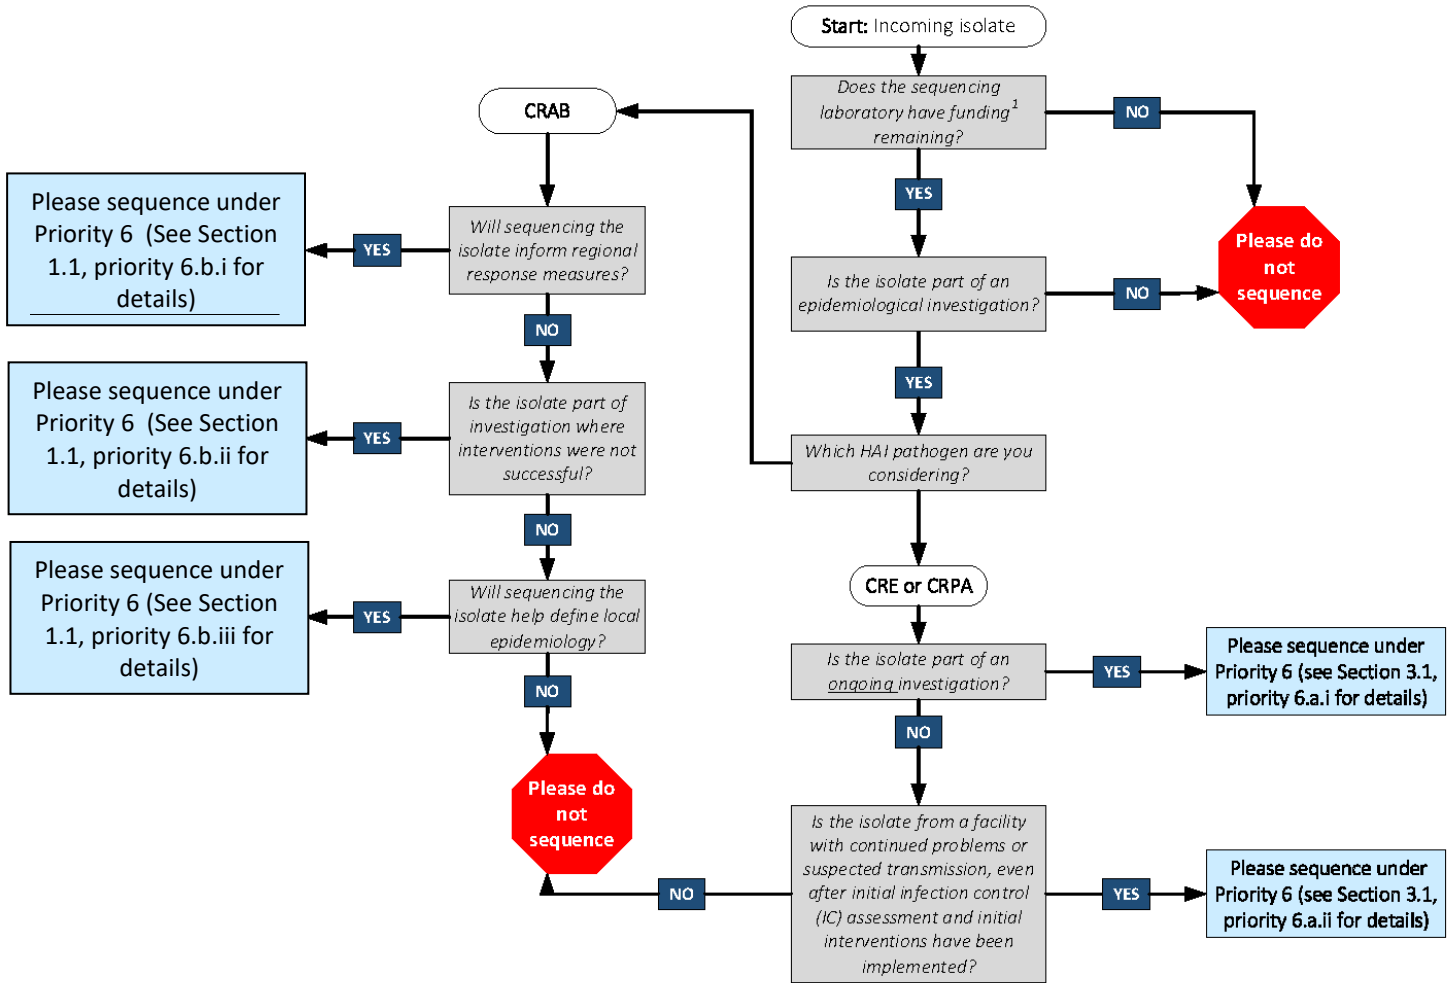 Start: Incoming isolate
Does the sequencing
laboratory have funding1
remaining?
NO
YES
Please do
not
sequence
Is the isolate part of an
epidemiological investigation?
NO
YES
Which HAI pathogen are you
considering?
CRAB
Will sequencing the
isolate inform regional
response measures?
YES
Please sequence under
Priority 6 (See Section
1.1, priority 6.b.i for
details)
NO
Is the isolate part of
investigation where
interventions were not
successful?
YES
Please sequence under
Priority 6 (See Section
1.1, priority 6.b.ii for
details)
NO
Will sequencing the
isolate help define local
epidemiology?
YES
Please sequence under
Priority 6 (See Section
1.1, priority 6.b.iii for
details)
NO
Please do
not
sequence
CRE or CRPA
Is the isolate part of an
ongoing investigation?
YES
Please sequence under
Priority 6 (see Section 3.1,
priority 6.a.i for details)
NO
Is the isolate from a facility
with continued problems or
suspected transmission, even
after initial infection control
(IC) assessment and initial
interventions have been
implemented?
NO
YES
Please sequence under
Priority 6 (see Section 3.1,
priority 6.a.ii for details)